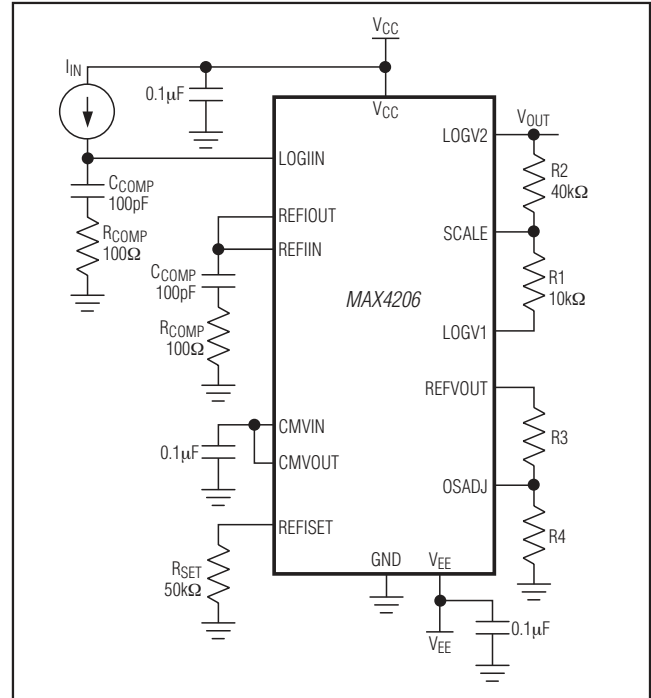 VCC
IIN
0.1µF
VCC
LOGV2
VOUT
LOGIIN
R2
40kΩ
CCOMP
100pF
REFIOUT
SCALE
RCOMP
100Ω
REFIIN
R1
10kΩ
CCOMP
100pF
MAX4206
RCOMP
100Ω
LOGV1
REFVOUT
CMVIN
R3
0.1µF
CMVOUT
OSADJ
REFISET
R4
RSET
50kΩ
GND
VEE
0.1µF
VEE